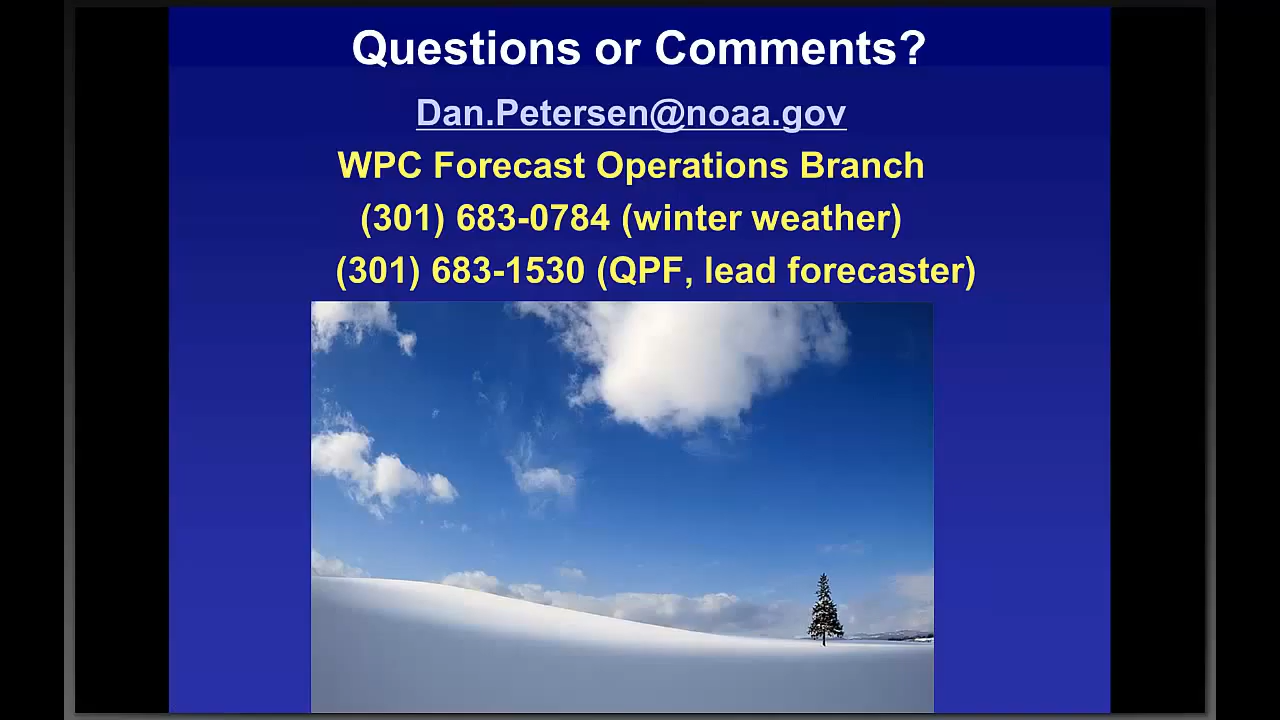 Questions or Comments?
Dan.Petersen@noaa.gov
WPC Forecast Operations Branch
(301) 683-0784 (winter weather)
(301) 683-1530 (QPF, lead forecaster)